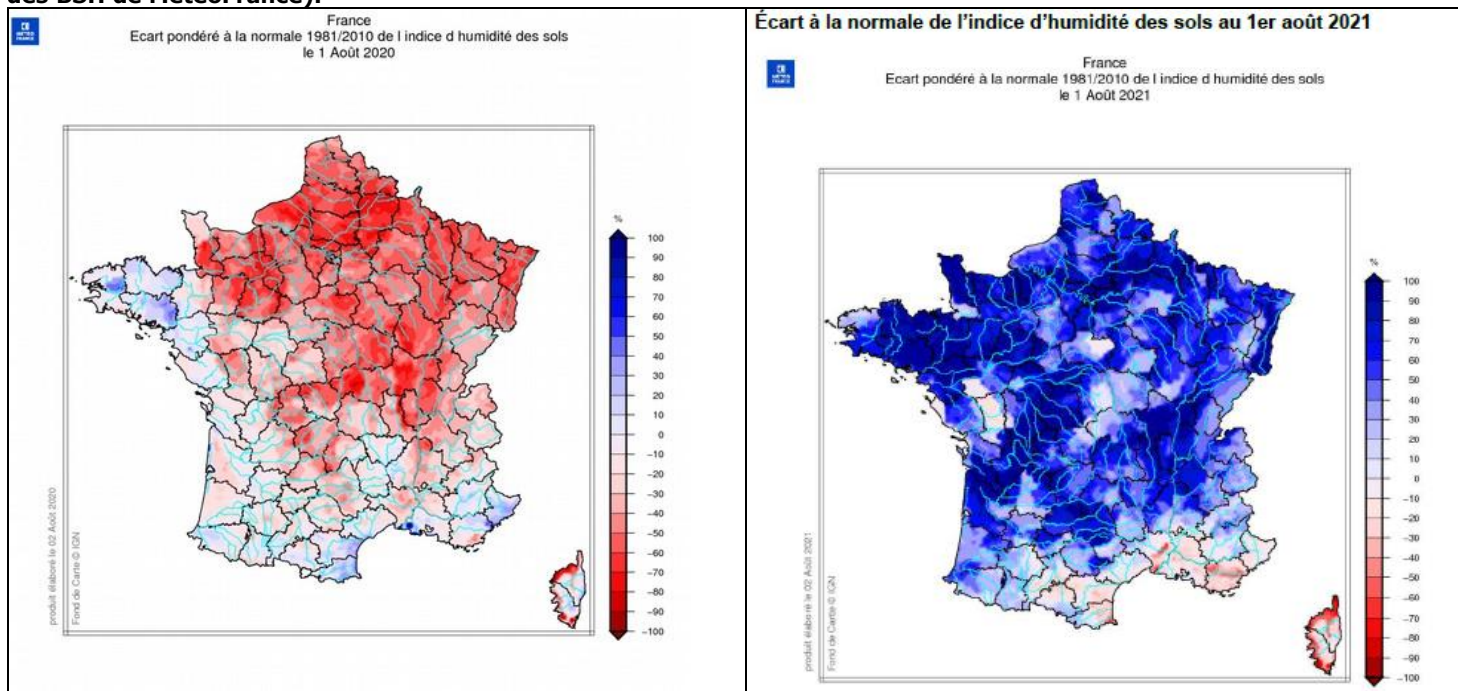 des BSH de MétéoFrance).
France
Ecart pondéré à la normale 1981/2010 de l indice d humidité des sols
le 1 Août 2020
%
100
90
80
70
60
50
40
30
20
10
0
-10
-20
-30
-40
-50
-60
-70
-80
-90
-100
produit élaboré le 02 Août 2020
Fond de Carte © IGN
METEO
FRANCE
Écart à la normale de l'indice d'humidité des sols au 1er août 2021
France
Ecart pondéré à la normale 1981/2010 de l indice d humidité des sols
le 1 Août 2021
%
100
90
80
70
60
50
40
30
20
10
0
-10
-20
-30
-40
-50
-60
-70
-80
-90
-100
produit élaboré le 02 Août 2021
Fond de Carte © IGN
METEO
FRANCE